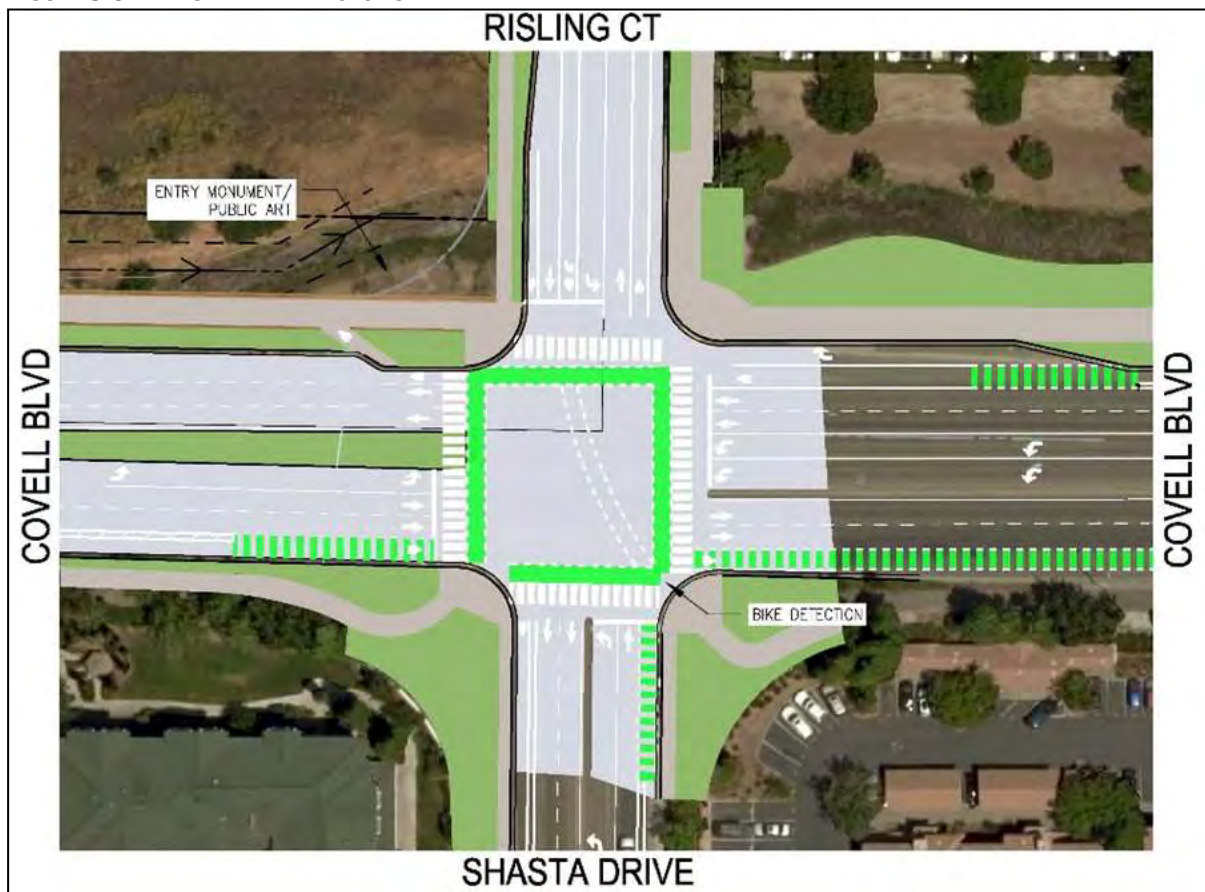 RISLING CT
ENTRY MONUMENT/
PUBLIC ART
COVELL BLVD
COVELL BLVD
BIKE DETECTION
SHASTA DRIVE